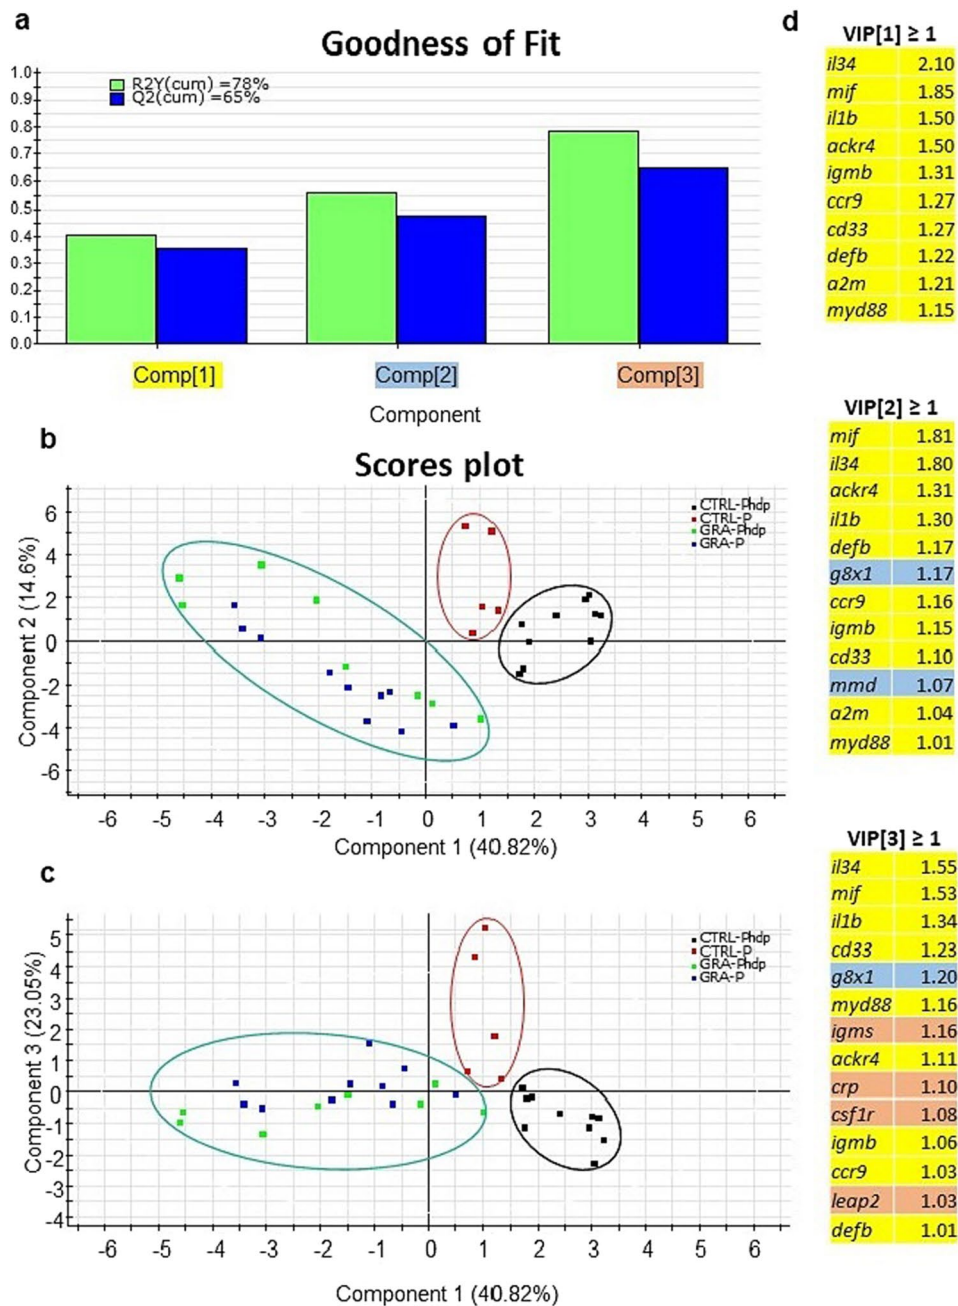 a
Goodness of Fit
R2Y(cum) =78%
Q2(cum) =65%
1.0
0.9
0.8
0.7
0.6
0.5
0.4
0.3
0.2
0.1
0.0
Comp[1] Comp[2] Comp[3]
Component
b
Scores plot
CTRL-Phdp
CTRL-P
GRA-Phdp
GRA-P
Component 2 (14.6%)
6
4
2
0
-2
-4
-6
-6 -5 -4 -3 -2 -1 0 1 2 3 4 5 6
Component 1 (40.82%)
c
CTRL-Phdp
CTRL-P
GRA-Phdp
GRA-P
Component 3 (23.05%)
5
4
3
2
1
0
-1
-2
-3
-4
-6 -5 -4 -3 -2 -1 0 1 2 3 4 5 6
Component 1 (40.82%)
d
VIP[1] ≥ 1
il34 2.10
mif 1.85
il1b 1.50
ackr4 1.50
igmb 1.31
ccr9 1.27
cd33 1.27
defb 1.22
a2m 1.21
myd88 1.15
VIP[2] ≥ 1
mif 1.81
il34 1.80
ackr4 1.31
il1b 1.30
defb 1.17
g8x1 1.17
ccr9 1.16
igmb 1.15
cd33 1.10
mmd 1.07
a2m 1.04
myd88 1.01
VIP[3] ≥ 1
il34 1.55
mif 1.53
il1b 1.34
cd33 1.23
g8x1 1.20
myd88 1.16
igms 1.16
ackr4 1.11
crp 1.10
csf1r 1.08
igmb 1.06
ccr9 1.03
leap2 1.03
defb 1.01